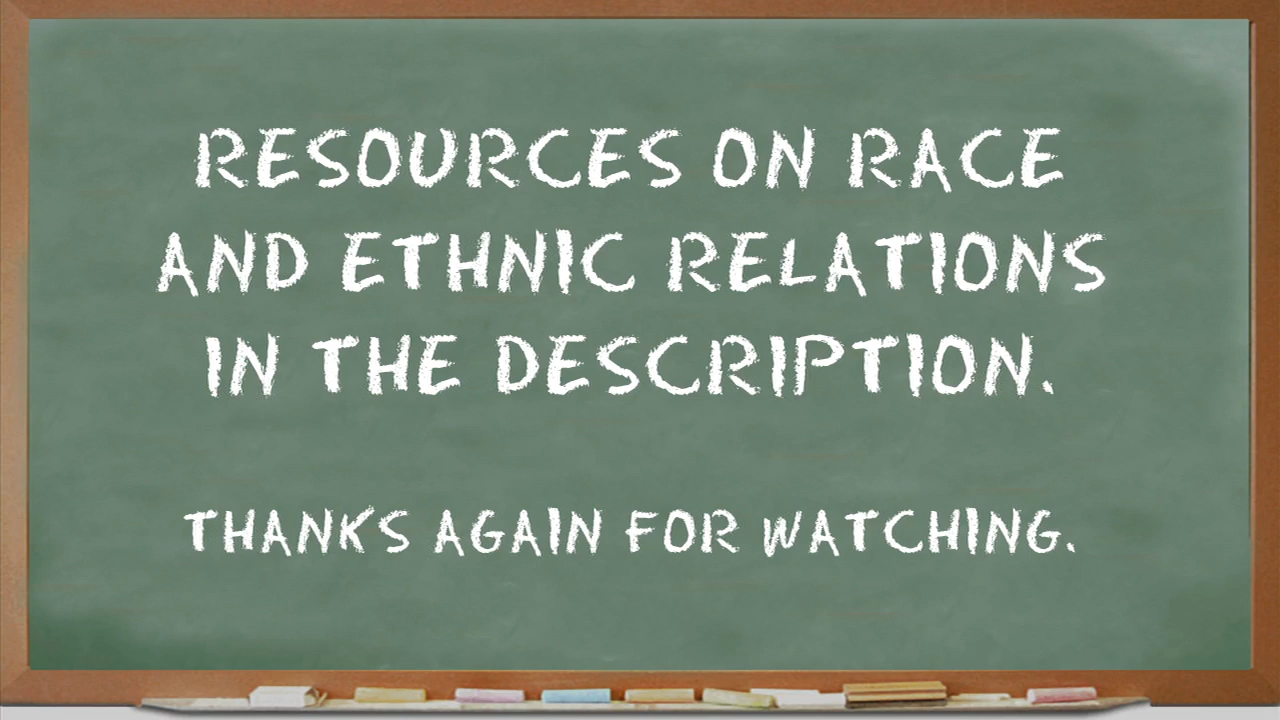 RESOURCES ON RACE
AND ETHNIC RELATIONS
IN THE DESCRIPTION.
THANKS AGAIN FOR WATCHING.